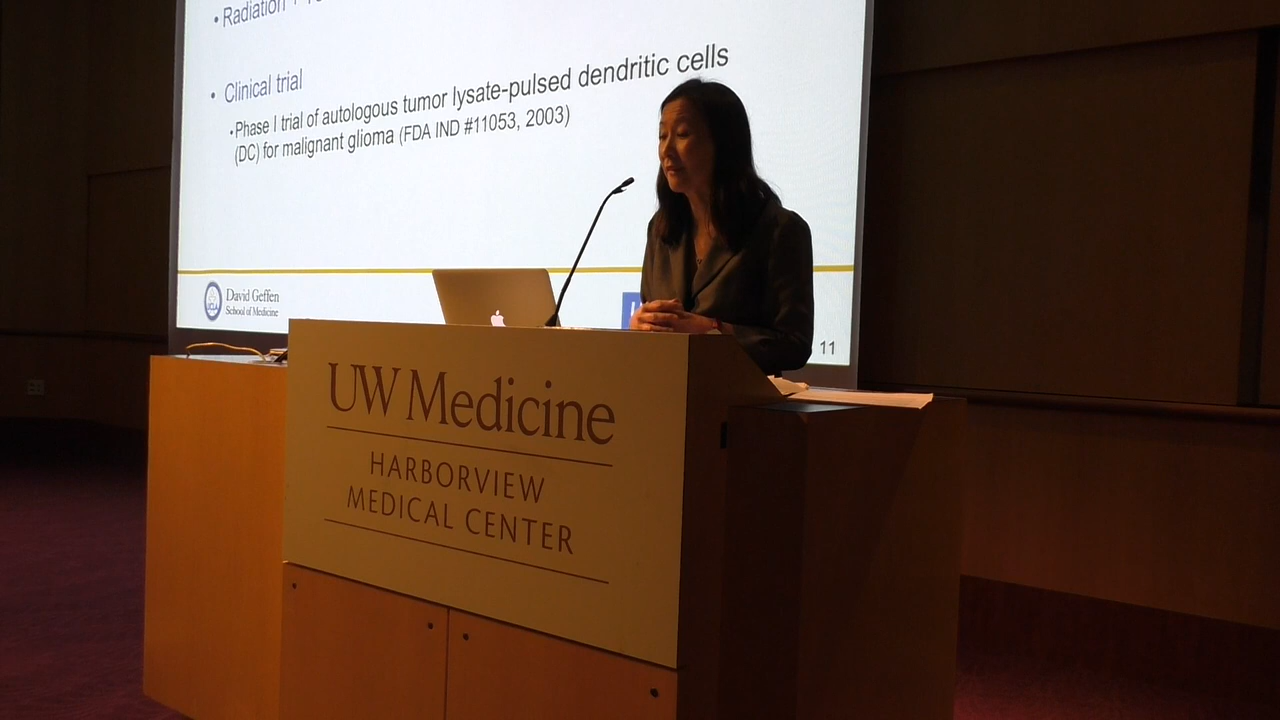 • Radiation
• Clinical trial
• Phase I trial of autologous tumor lysate-pulsed dendritic cells
(DC) for malignant glioma (FDA IND #11053, 2003)
UCLA
David Geffen
School of Medicine
11
UW Medicine
HARBORVIEW
MEDICAL CENTER